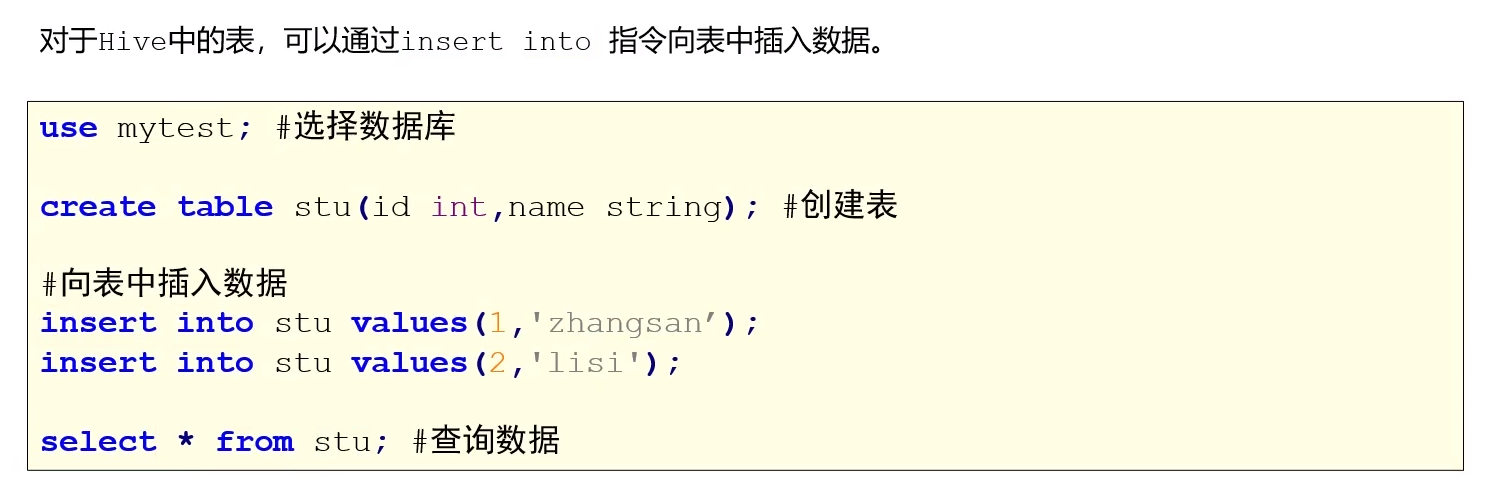 对于Hive中的表，可以通过insert into 指令向表中插入数据。
use mytest; #选择数据库
create table stu(id int,name string); #创建表
#向表中插入数据
insert into stu values(1,'zhangsan’);
insert into stu values(2,'lisi');
select * from stu; #查询数据